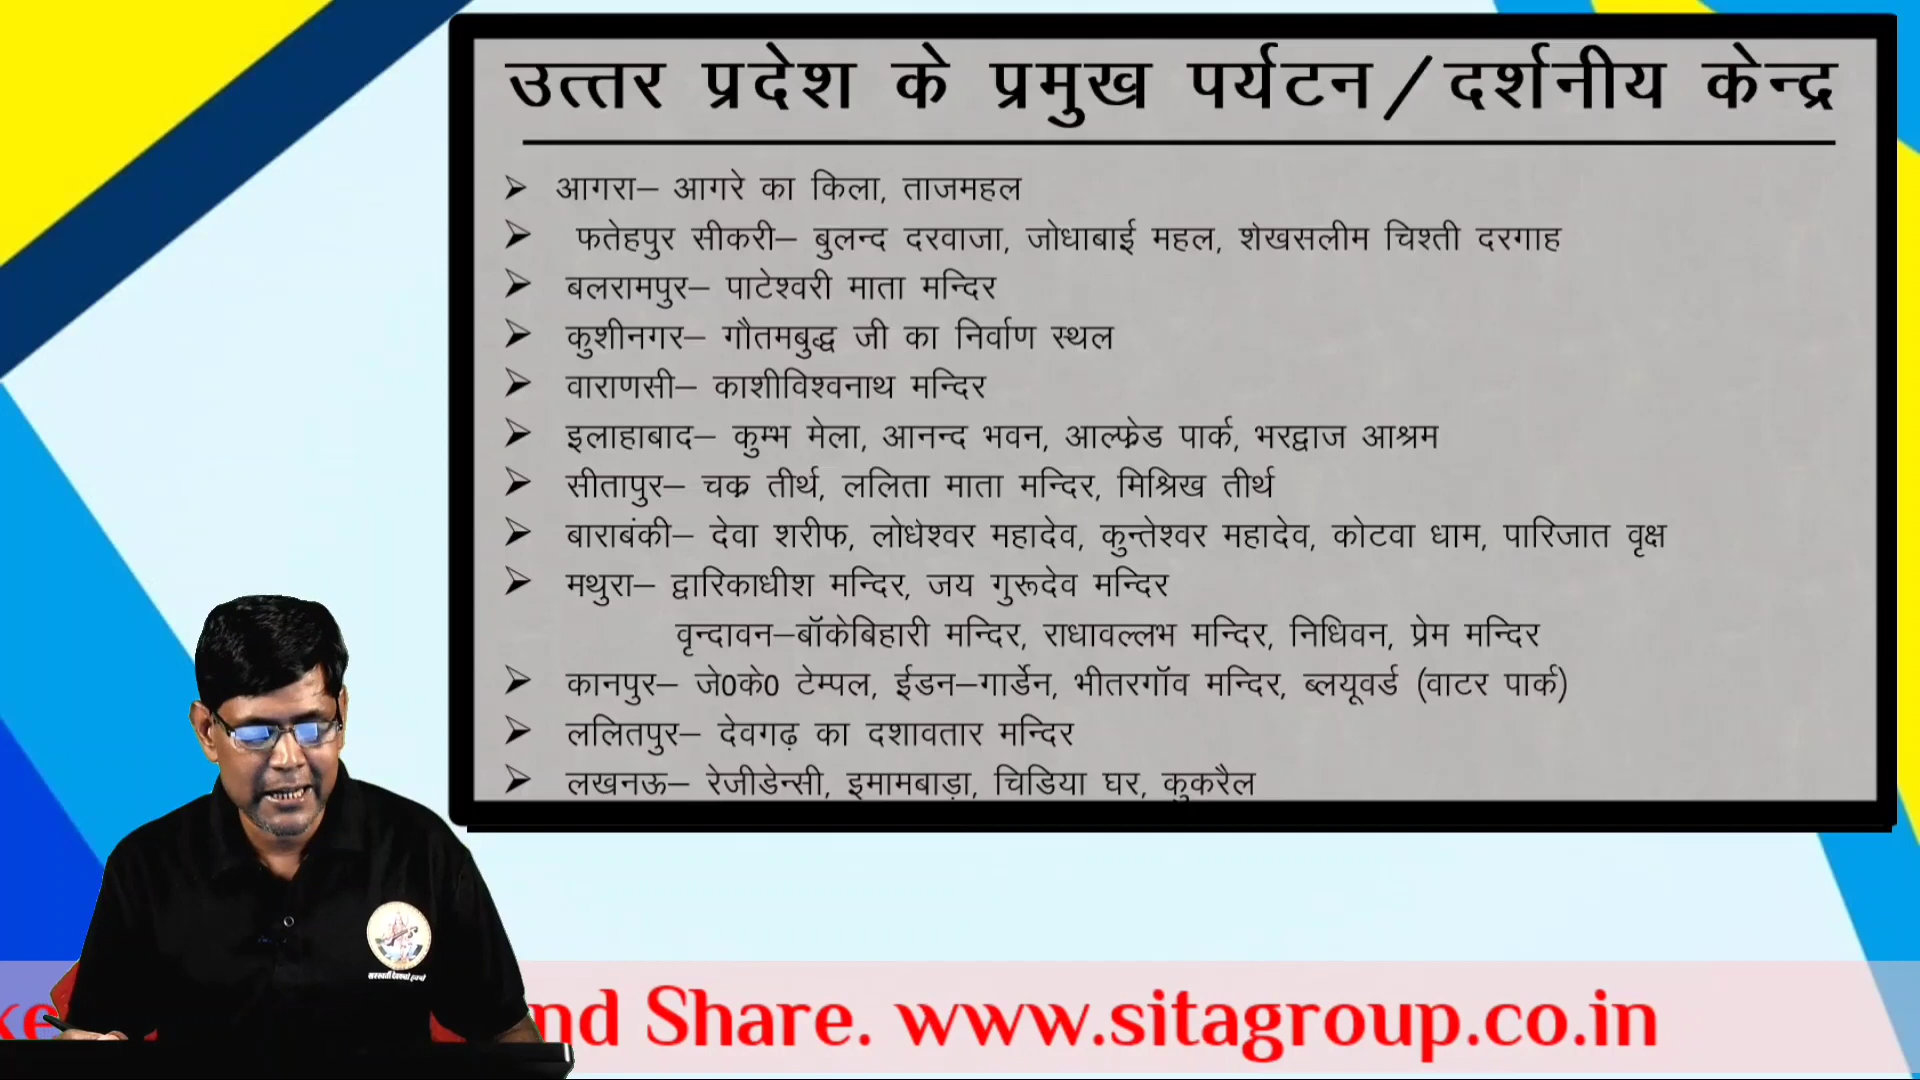 उत्तर प्रदेश के प्रमुख पर्यटन/दर्शनीय केन्द्र
➢ आगरा– आगरे का किला, ताजमहल
➢ फतेहपुर सीकरी– बुलन्द दरवाजा, जोधाबाई महल, शेखसलीम चिश्ती दरगाह
➢ बलरामपुर– पाटेश्वरी माता मन्दिर
➢ कुशीनगर– गौतमबुद्ध जी का निर्वाण स्थल
➢ वाराणसी– काशीविश्वनाथ मन्दिर
➢ इलाहाबाद– कुम्भ मेला, आनन्द भवन, आल्फ्रेड पार्क, भरद्वाज आश्रम
➢ सीतापुर– चक्र तीर्थ, ललिता माता मन्दिर, मिश्रिख तीर्थ
➢ बाराबंकी– देवा शरीफ, लोधेश्वर महादेव, कुन्तेश्वर महादेव, कोटवा धाम, पारिजात वृक्ष
➢ मथुरा– द्वारिकाधीश मन्दिर, जय गुरूदेव मन्दिर
वृन्दावन–बॉकेबिहारी मन्दिर, राधावल्लभ मन्दिर, निधिवन, प्रेम मन्दिर
➢ कानपुर– जे0के0 टेम्पल, ईडन–गार्डेन, भीतरगॉव मन्दिर, ब्लयूवर्ड (वाटर पार्क)
➢ ललितपुर– देवगढ़ का दशावतार मन्दिर
➢ लखनऊ– रेजीडेन्सी, इमामबाड़ा, चिडिया घर, कुकरैल
nd Share. www.sitagroup.co.in